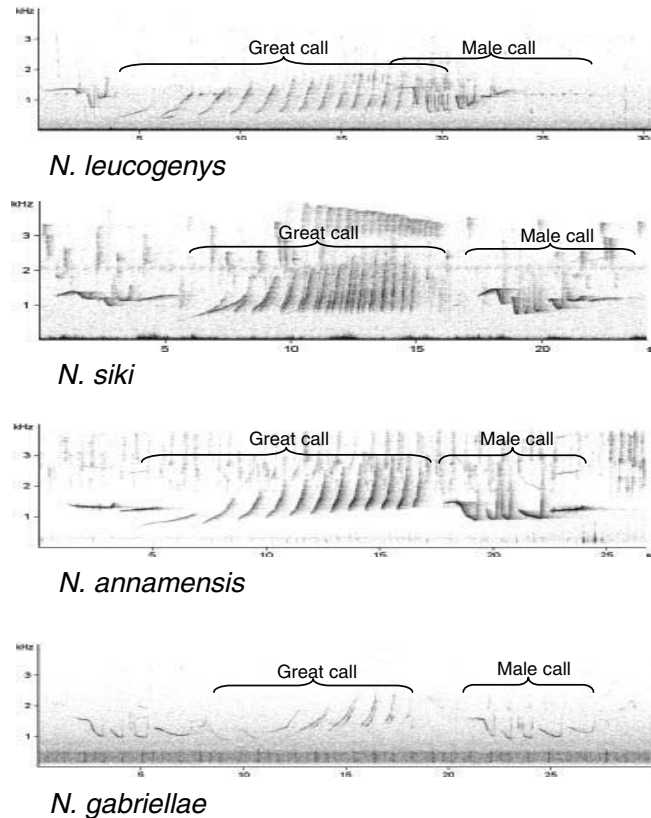 kHz
Great call
Male call
3
2
1
5
10
15
20
25
30
N. leucogenys
kHz
Great call
Male call
3
2
1
5
10
15
20
s
N. siki
kHz
Great call
Male call
3
2
1
5
10
15
20
25
s
N. annamensis
kHz
Great call
Male call
3
2
1
5
15
20
25
N. gabriellae